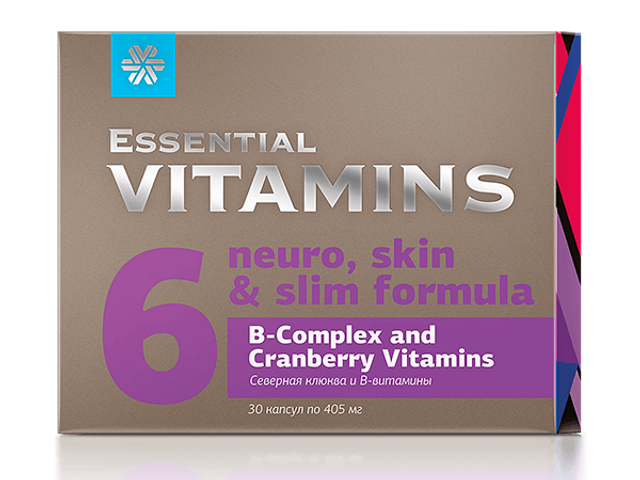 ESSENTIAL
VITAMINS
6
neuro, skin
& slim formula
B-Complex and
Cranberry Vitamins
Северная клюква и В-витамины
30 капсул по 405 мг